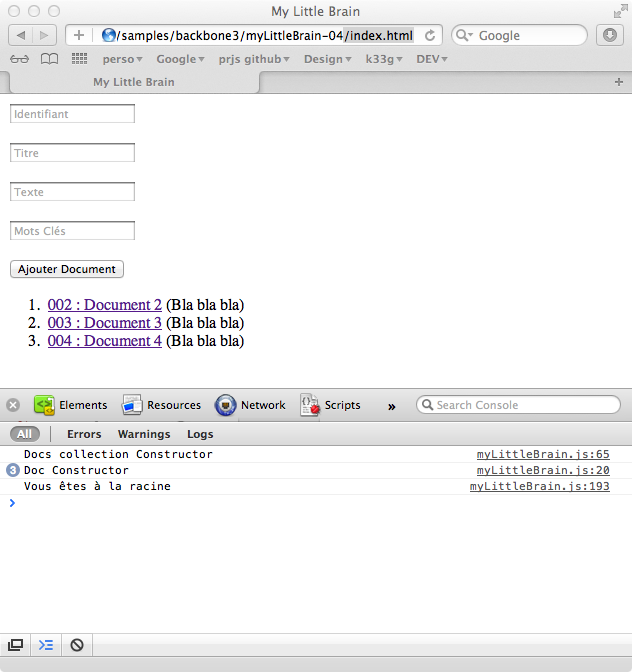 My Little Brain
/samples/backbone3/myLittleBrain-04/index.html
Google
perso Google prjs github Design k33g DEV
My Little Brain
Identifiant
Titre
Texte
Mots Clés
Ajouter Document
1. 002 : Document 2 (Bla bla bla)
2. 003 : Document 3 (Bla bla bla)
3. 004 : Document 4 (Bla bla bla)
Elements Resources Network Scripts » Search Console
All Errors Warnings Logs
Docs collection Constructor myLittleBrain.js:65
3 Doc Constructor myLittleBrain.js:20
Vous êtes à la racine myLittleBrain.js:193